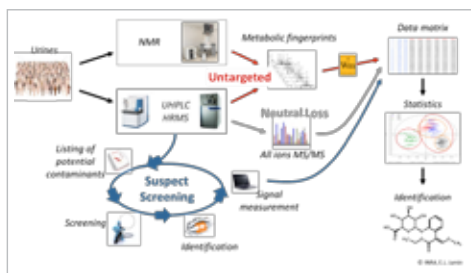 Urines
NMR
Metabolic fingerprints
Data matrix
Untargeted
UHPLC
HRMS
Neutral Loss
All ions MS/MS
Statistics
Listing of
potential
contaminants
Suspect
Screening
Signal
measurement
Screening
Identification
Identification